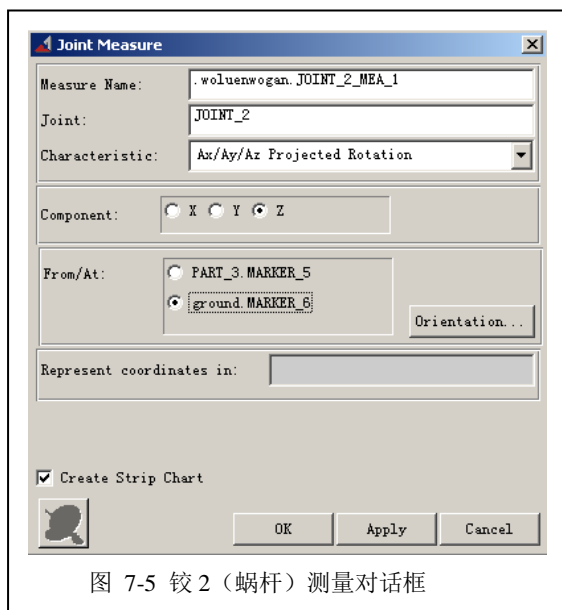 Joint Measure
Measure Name: .woluenwogan.JOINT_2_MEA_1
Joint: JOINT_2
Characteristic: Ax/Ay/Az Projected Rotation
Component: X Y Z
From/At: PART_3.MARKER_5
ground.MARKER_6
Orientation...
Represent coordinates in:
Create Strip Chart
OK Apply Cancel
图 7-5 铰 2（蜗杆）测量对话框